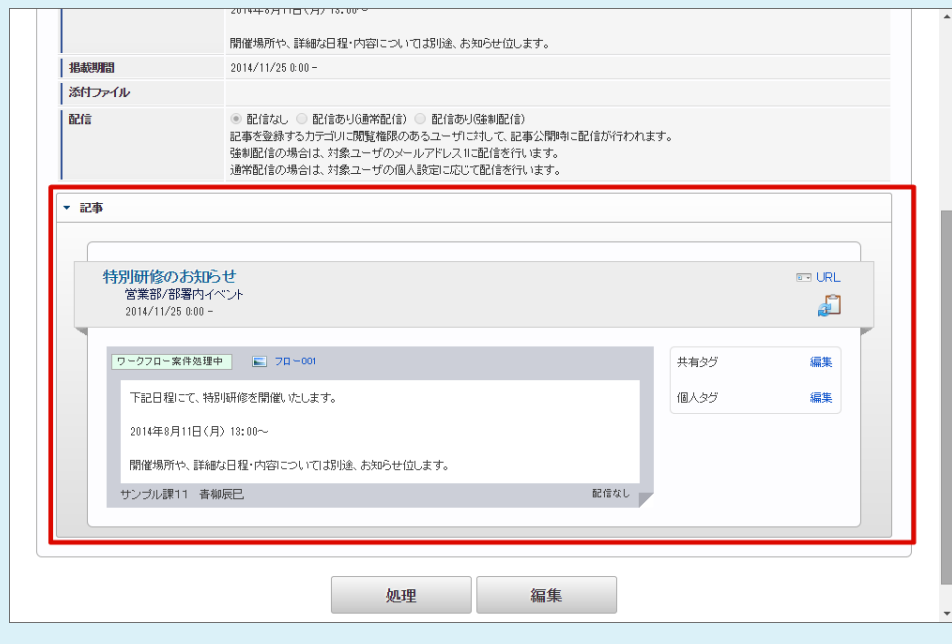 2014年8月11日(月) 13:00～
開催場所や、詳細な日程・内容については別途、お知らせ位します。
掲載期間
2014/11/25 0:00 -
添付ファイル
配信
配信なし 配信あり(通常配信) 配信あり(強制配信)
記事を登録するカテゴリに閲覧権限のあるユーザに対して、記事公開時に配信が行われます。
強制配信の場合は、対象ユーザのメールアドレス1に配信を行います。
通常配信の場合は、対象ユーザの個人設定に応じて配信を行います。
記事
特別研修のお知らせ
URL
営業部/部署内イベント
2014/11/25 0:00 -
ワークフロー案件処理中 フロー001
下記日程にて、特別研修を開催いたします。
2014年8月11日(月) 13:00～
開催場所や、詳細な日程・内容については別途、お知らせ位します。
サンプル課11 青柳辰巳
配信なし
共有タグ 編集
個人タグ 編集
処理 編集